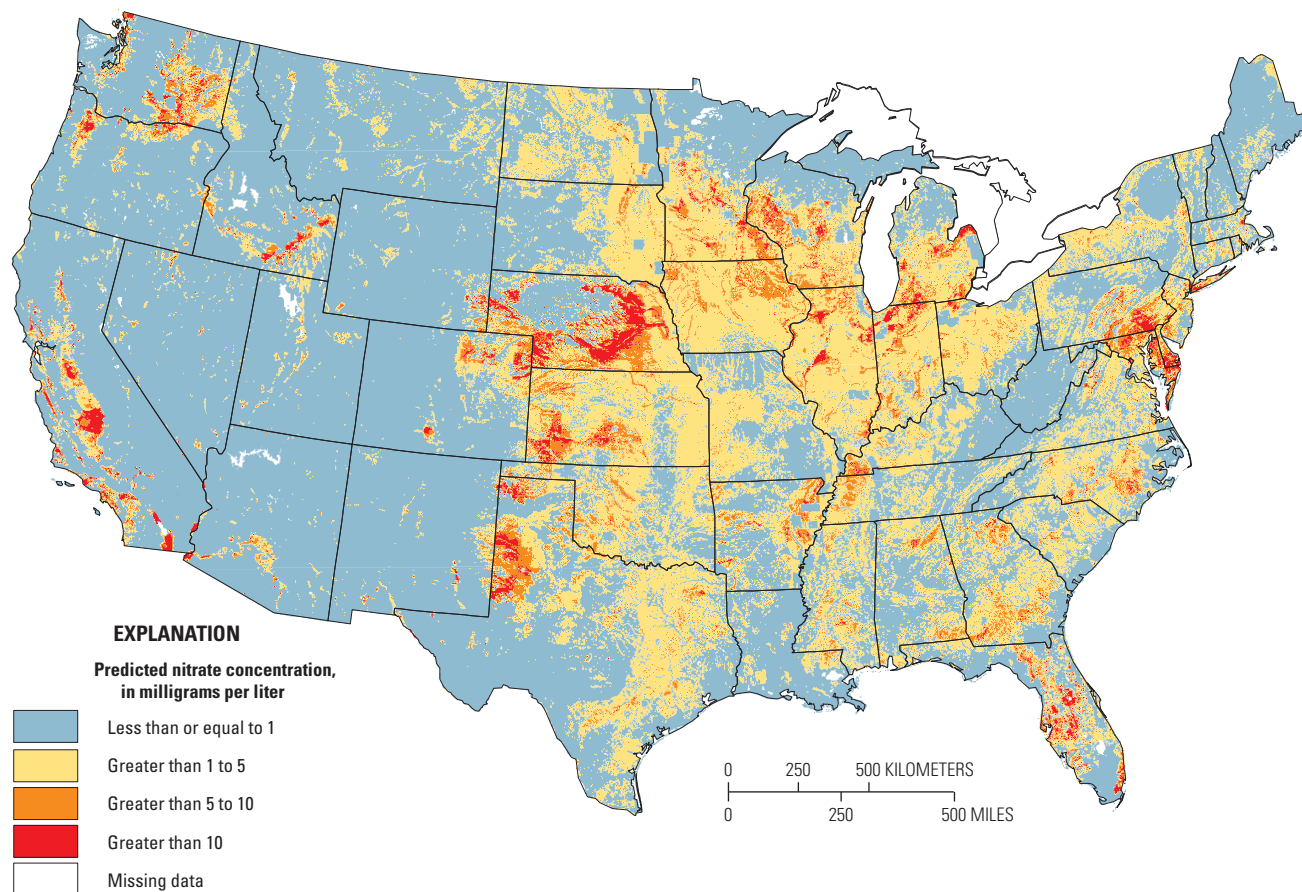 EXPLANATION
Predicted nitrate concentration,
in milligrams per liter
Less than or equal to 1
Greater than 1 to 5
Greater than 5 to 10
Greater than 10
Missing data
0 250 500 KILOMETERS
0 250 500 MILES